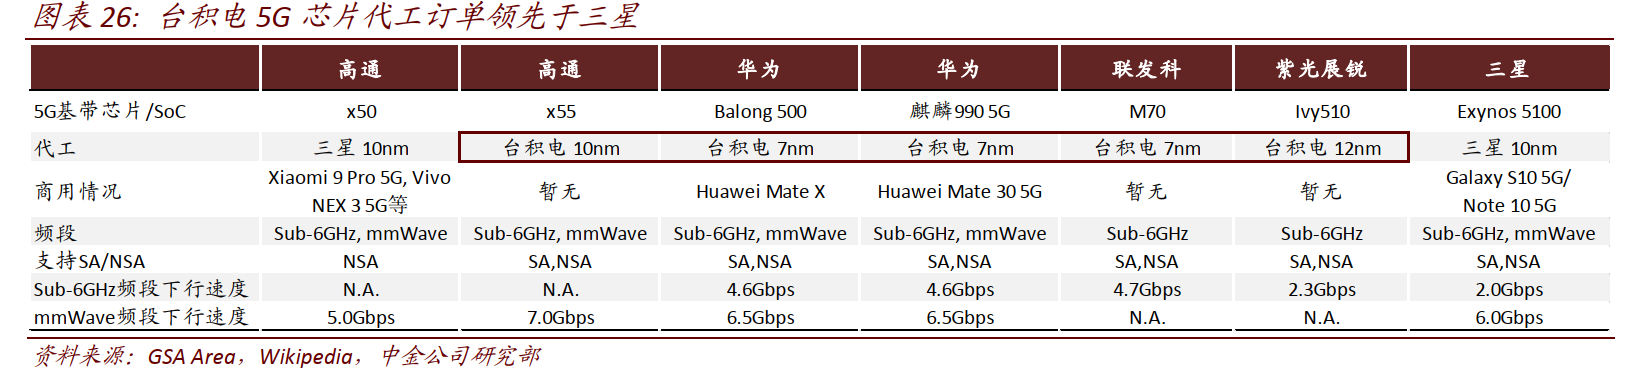 图表 26：台积电 5G 芯片代工订单领先于三星
高通 高通 华为 华为 联发科 紫光展锐 三星
5G基带芯片/SoC x50 x55 Balong 500 麒麟990 5G M70 Ivy510 Exynos 5100
代工 三星 10nm 台积电 10nm 台积电 7nm 台积电 7nm 台积电 7nm 台积电 12nm 三星 10nm
商用情况 Xiaomi 9 Pro 5G, Vivo NEX 3 5G等 暂无 Huawei Mate X Huawei Mate 30 5G 暂无 暂无 Galaxy S10 5G/ Note 10 5G
频段 Sub-6GHz, mmWave Sub-6GHz, mmWave Sub-6GHz, mmWave Sub-6GHz, mmWave Sub-6GHz Sub-6GHz Sub-6GHz, mmWave
支持SA/NSA NSA SA,NSA SA,NSA SA,NSA SA,NSA SA,NSA SA,NSA
Sub-6GHz频段下行速度 N.A. N.A. 4.6Gbps 4.6Gbps 4.7Gbps 2.3Gbps 2.0Gbps
mmWave频段下行速度 5.0Gbps 7.0Gbps 6.5Gbps 6.5Gbps N.A. N.A. 6.0Gbps
资料来源：GSA Area，Wikipedia，中金公司研究部